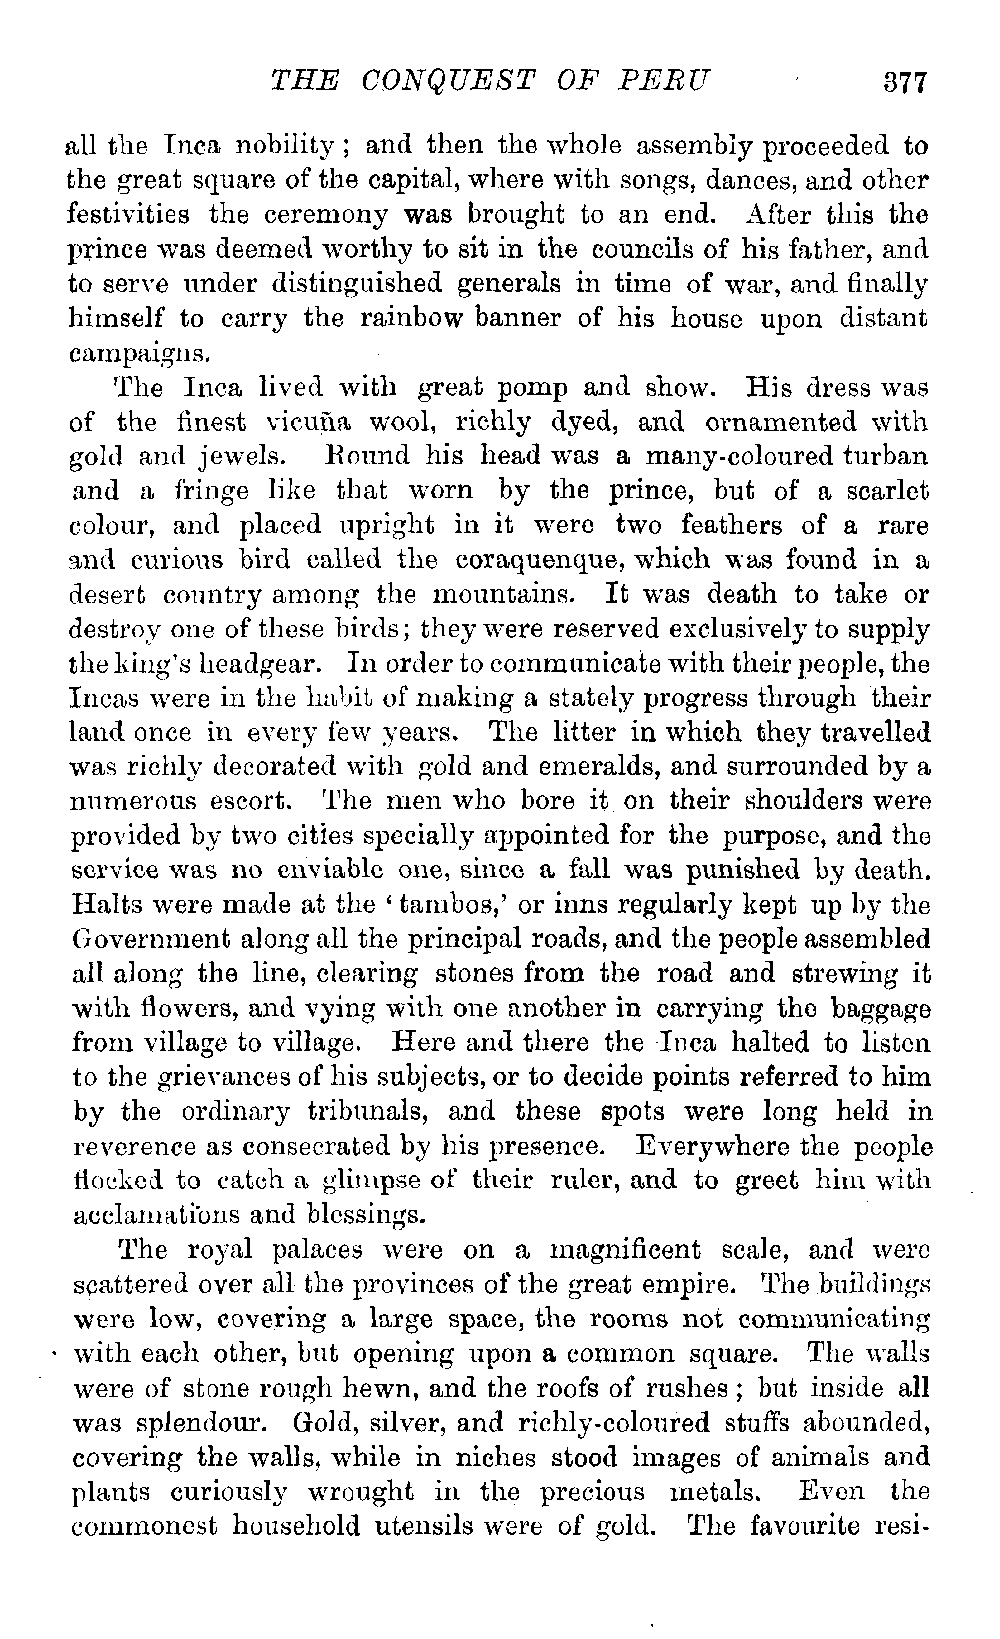 THE CONQUEST OF PERU 377
all the Inca nobility ; and then the whole assembly proceeded to
the great square of the capital, where with songs, dances, and other
festivities the ceremony was brought to an end. After this the
prince was deemed worthy to sit in the councils of his father, and
to serve under distinguished generals in time of war, and finally
himself to carry the rainbow banner of his house upon distant
campaigns.
The Inca lived with great pomp and show. His dress was
of the finest vicuña wool, richly dyed, and ornamented with
gold and jewels. Round his head was a many-coloured turban
and a fringe like that worn by the prince, but of a scarlet
colour, and placed upright in it were two feathers of a rare
and curious bird called the coraquenque, which was found in a
desert country among the mountains. It was death to take or
destroy one of these birds; they were reserved exclusively to supply
the king's headgear. In order to communicate with their people, the
Incas were in the habit of making a stately progress through their
land once in every few years. The litter in which they travelled
was richly decorated with gold and emeralds, and surrounded by a
numerous escort. The men who bore it on their shoulders were
provided by two cities specially appointed for the purpose, and the
service was no enviable one, since a fall was punished by death.
Halts were made at the ‘ tambos,’ or inns regularly kept up by the
Government along all the principal roads, and the people assembled
all along the line, clearing stones from the road and strewing it
with flowers, and vying with one another in carrying the baggage
from village to village. Here and there the Inca halted to listen
to the grievances of his subjects, or to decide points referred to him
by the ordinary tribunals, and these spots were long held in
reverence as consecrated by his presence. Everywhere the people
flocked to catch a glimpse of their ruler, and to greet him with
acclamations and blessings.
The royal palaces were on a magnificent scale, and were
scattered over all the provinces of the great empire. The buildings
were low, covering a large space, the rooms not communicating
with each other, but opening upon a common square. The walls
were of stone rough hewn, and the roofs of rushes ; but inside all
was splendour. Gold, silver, and richly-coloured stuffs abounded,
covering the walls, while in niches stood images of animals and
plants curiously wrought in the precious metals. Even the
commonest household utensils were of gold. The favourite resi-